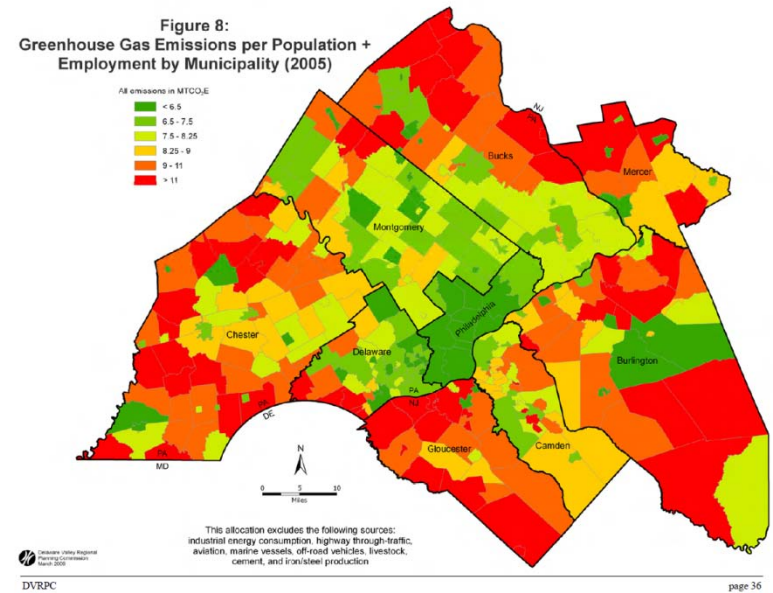 Figure 8:
Greenhouse Gas Emissions per Population +
Employment by Municipality (2005)
All emissions in MTCO₂E
< 6.5
6.5 - 7.5
7.5 - 8.25
8.25 - 9
9 - 11
> 11
NJ
PA
Bucks
Mercer
Montgomery
Philadelphia
Chester
Delaware
Burlington
PA
NJ
PA
DE
Gloucester
Camden
PA
MD
N
0 5 10
Miles
This allocation excludes the following sources:
industrial energy consumption, highway through-traffic,
aviation, marine vessels, off-road vehicles, livestock,
cement, and iron/steel production
Delaware Valley Regional
Planning Commission
March 2009
DVRPC
page 36